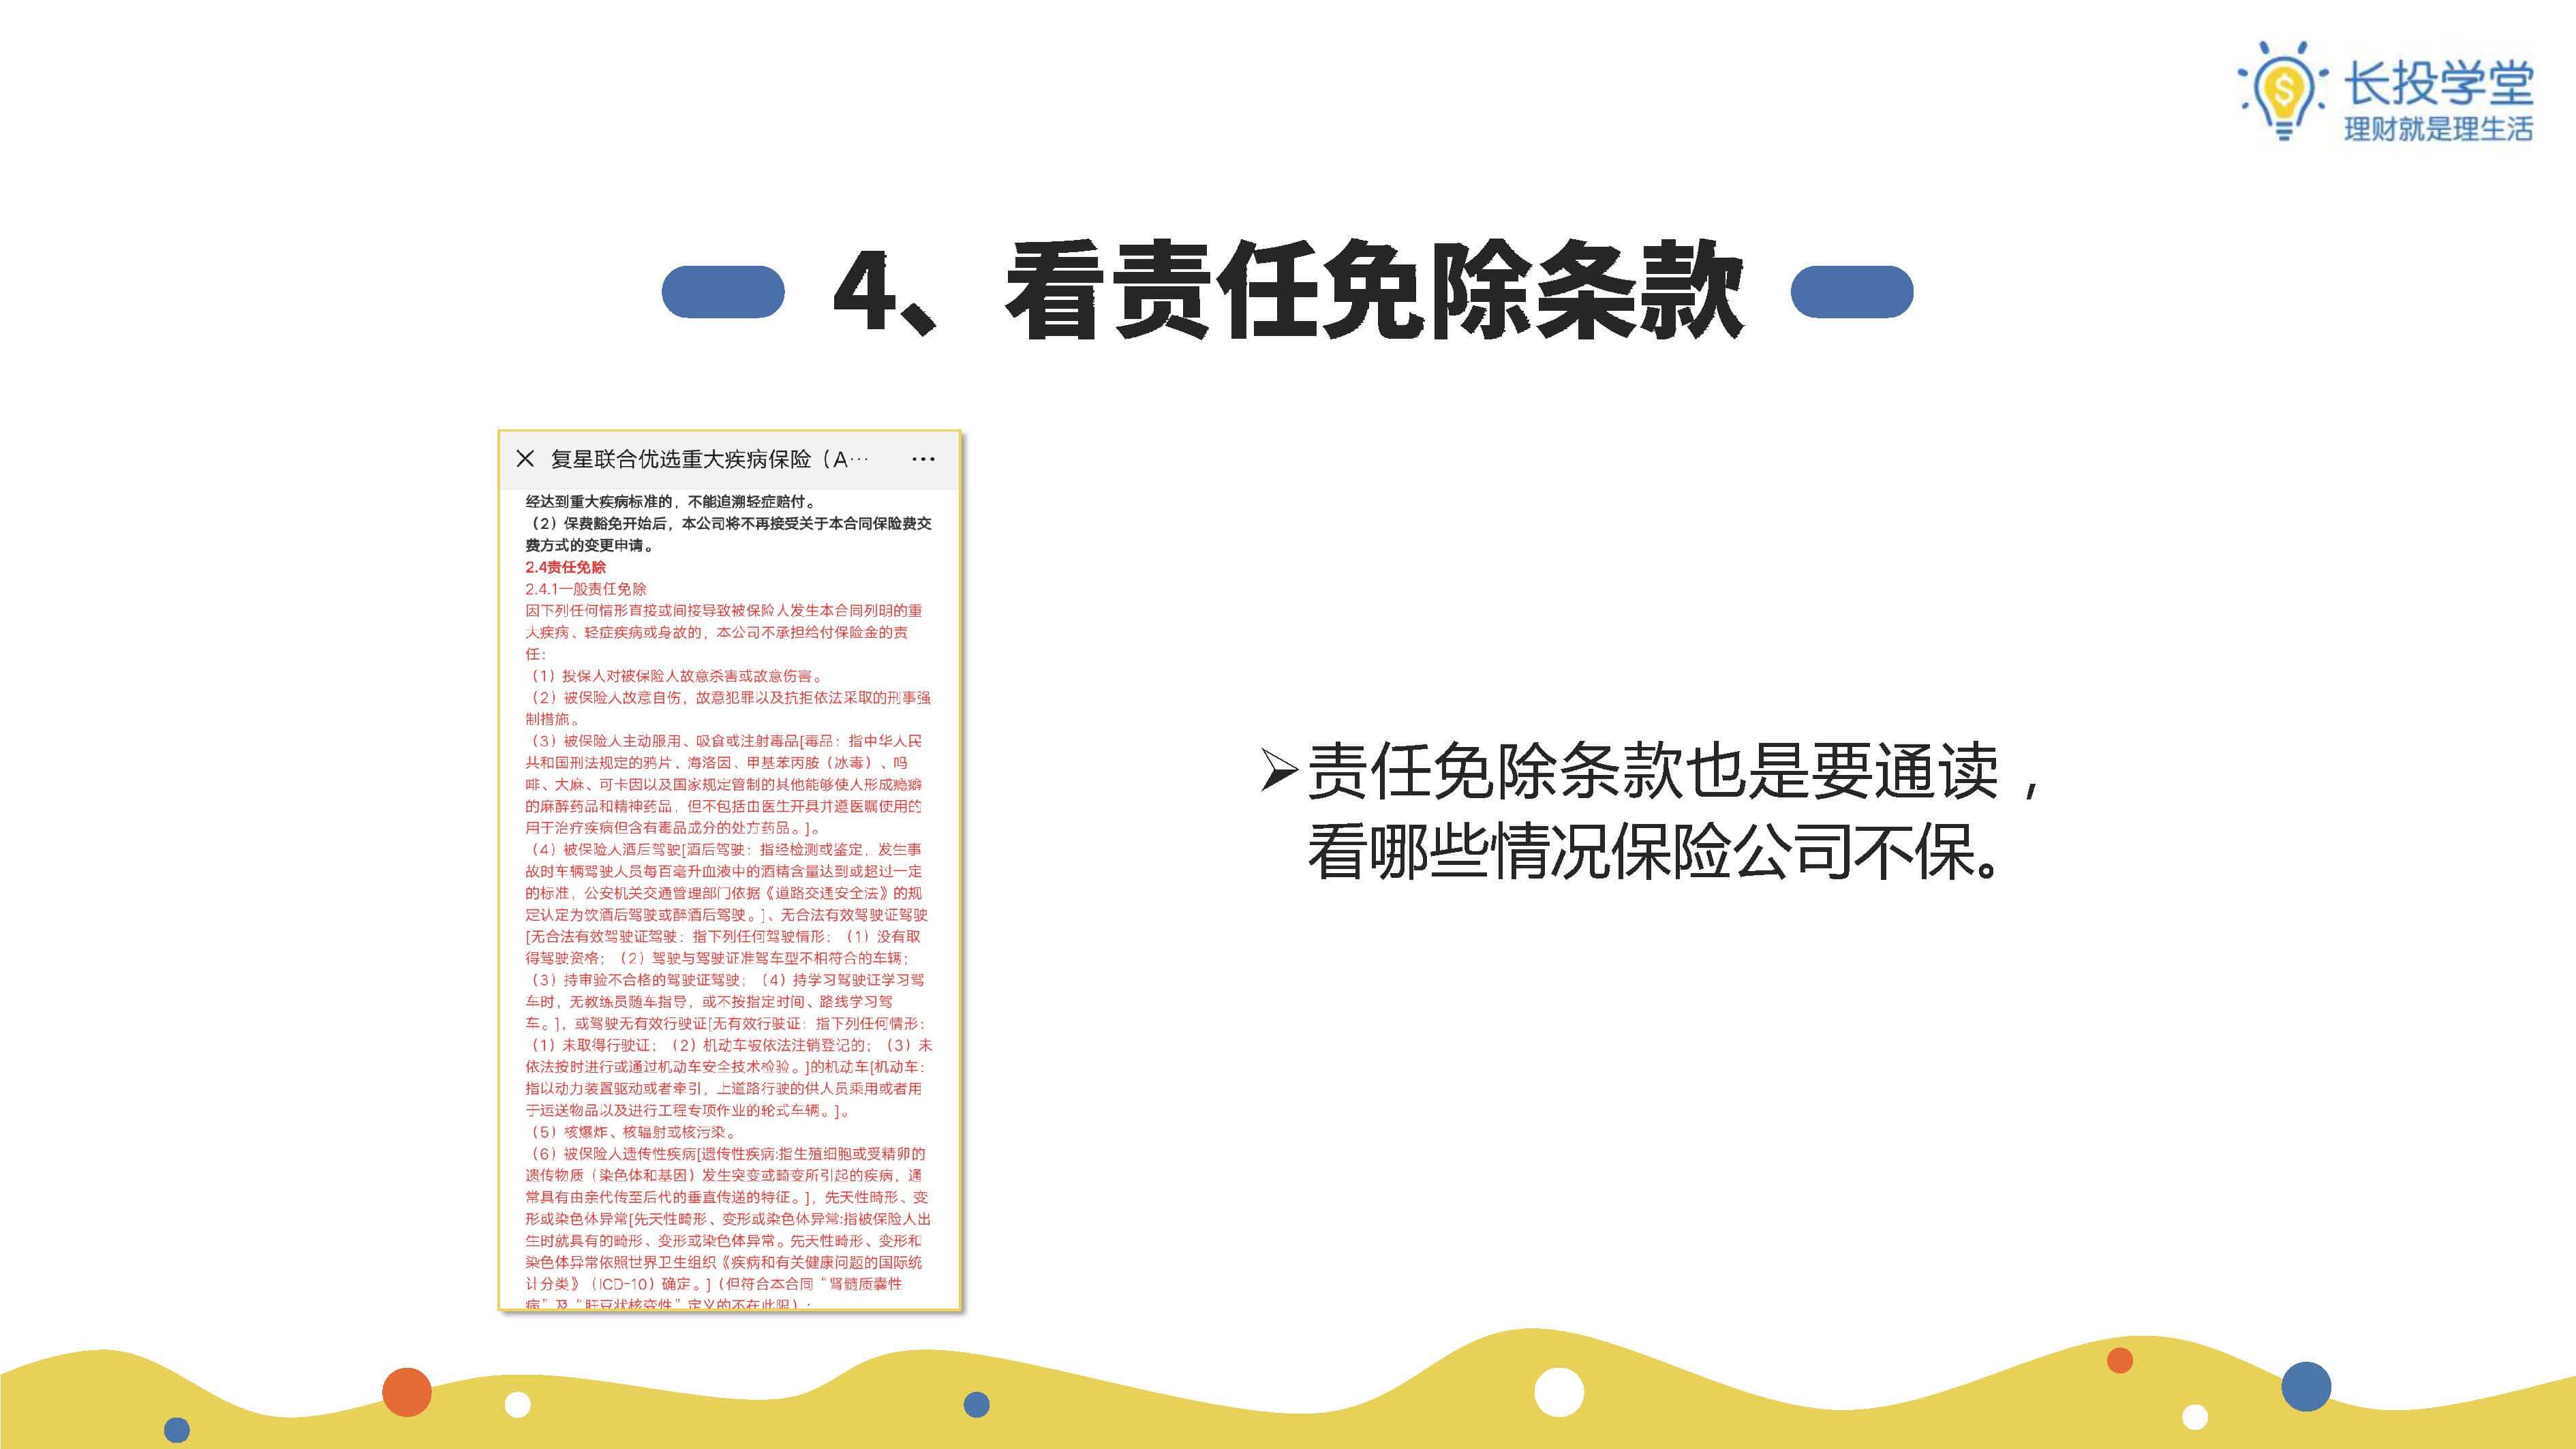 长投学堂
理财就是理生活
4、看责任免除条款
复星联合优选重大疾病保险（A…
经达到重大疾病标准的，不能追溯轻症赔付。
（2）保费豁免开始后，本公司将不再接受关于本合同保险费交
费方式的变更申请。
2.4责任免除
2.4.1一般责任免除
因下列任何情形直接或间接导致被保险人发生本合同列明的重
大疾病、轻症疾病或身故的，本公司不承担给付保险金的责
任：
（1）投保人对被保险人故意杀害或故意伤害。
（2）被保险人故意自伤，故意犯罪以及抗拒依法采取的刑事强
制措施。
（3）被保险人主动服用、吸食或注射毒品[毒品：指中华人民
共和国刑法规定的鸦片、海洛因、甲基苯丙胺（冰毒）、吗
啡、大麻、可卡因以及国家规定管制的其他能够使人形成瘾癖
的麻醉药品和精神药品，但不包括由医生开具并遵医嘱使用的
用于治疗疾病但含有毒品成分的处方药品。]。
（4）被保险人酒后驾驶[酒后驾驶：指经检测或鉴定，发生事
故时车辆驾驶人员每百毫升血液中的酒精含量达到或超过一定
的标准，公安机关交通管理部门依据《道路交通安全法》的规
定认定为饮酒后驾驶或醉酒后驾驶。]、无合法有效驾驶证驾驶
[无合法有效驾驶证驾驶：指下列任何驾驶情形：（1）没有取
得驾驶资格；（2）驾驶与驾驶证准驾车型不相符合的车辆；
（3）持审验不合格的驾驶证驾驶；（4）持学习驾驶证学习驾
车时，无教练员随车指导，或不按指定时间、路线学习驾
车。]，或驾驶无有效行驶证[无有效行驶证：指下列任何情形：
（1）未取得行驶证；（2）机动车被依法注销登记的；（3）未
依法按时进行或通过机动车安全技术检验。]的机动车[机动车：
指以动力装置驱动或者牵引，上道路行驶的供人员乘用或者用
于运送物品以及进行工程专项作业的轮式车辆。]。
（5）核爆炸、核辐射或核污染。
（6）被保险人遗传性疾病[遗传性疾病:指生殖细胞或受精卵的
遗传物质（染色体和基因）发生突变或畸变所引起的疾病，通
常具有由亲代传至后代的垂直传递的特征。]，先天性畸形、变
形或染色体异常[先天性畸形、变形或染色体异常:指被保险人出
生时就具有的畸形、变形或染色体异常。先天性畸形、变形和
染色体异常依照世界卫生组织《疾病和有关健康问题的国际统
计分类》（ICD-10）确定。]（但符合本合同“肾髓质囊性
病”及“肝豆状核变性”定义的不在此限）；
➢责任免除条款也是要通读，
看哪些情况保险公司不保。